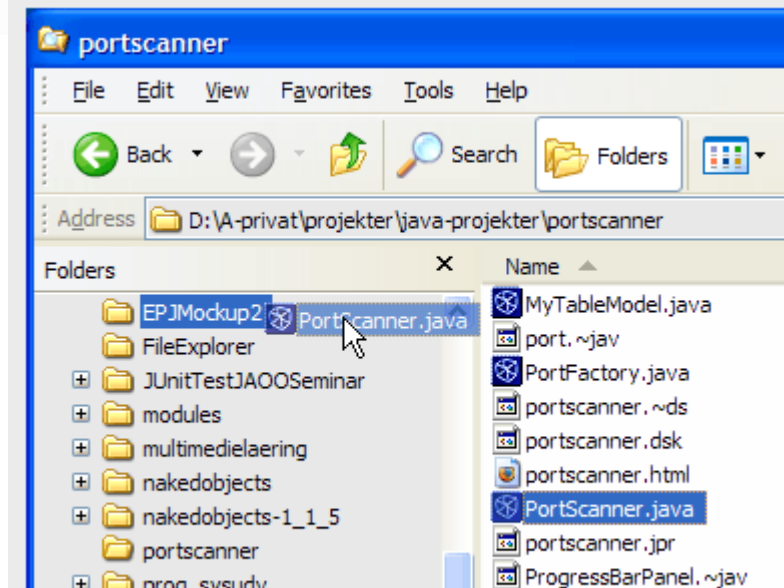 portscanner
File Edit View Favorites Tools Help
Back Search Folders
Address D:\A-privat\projekter\java-projekter\portscanner
Folders
EPJMockup2 PortScanner.java
FileExplorer
JUnitTestJAOOSeminar
modules
multimedielaering
nakedobjects
nakedobjects-1_1_5
portscanner
prog_sysudv
Name
MyTableModel.java
port.~jav
PortFactory.java
portscanner.~ds
portscanner.dsk
portscanner.html
PortScanner.java
portscanner.jpr
ProgressBarPanel.~jav